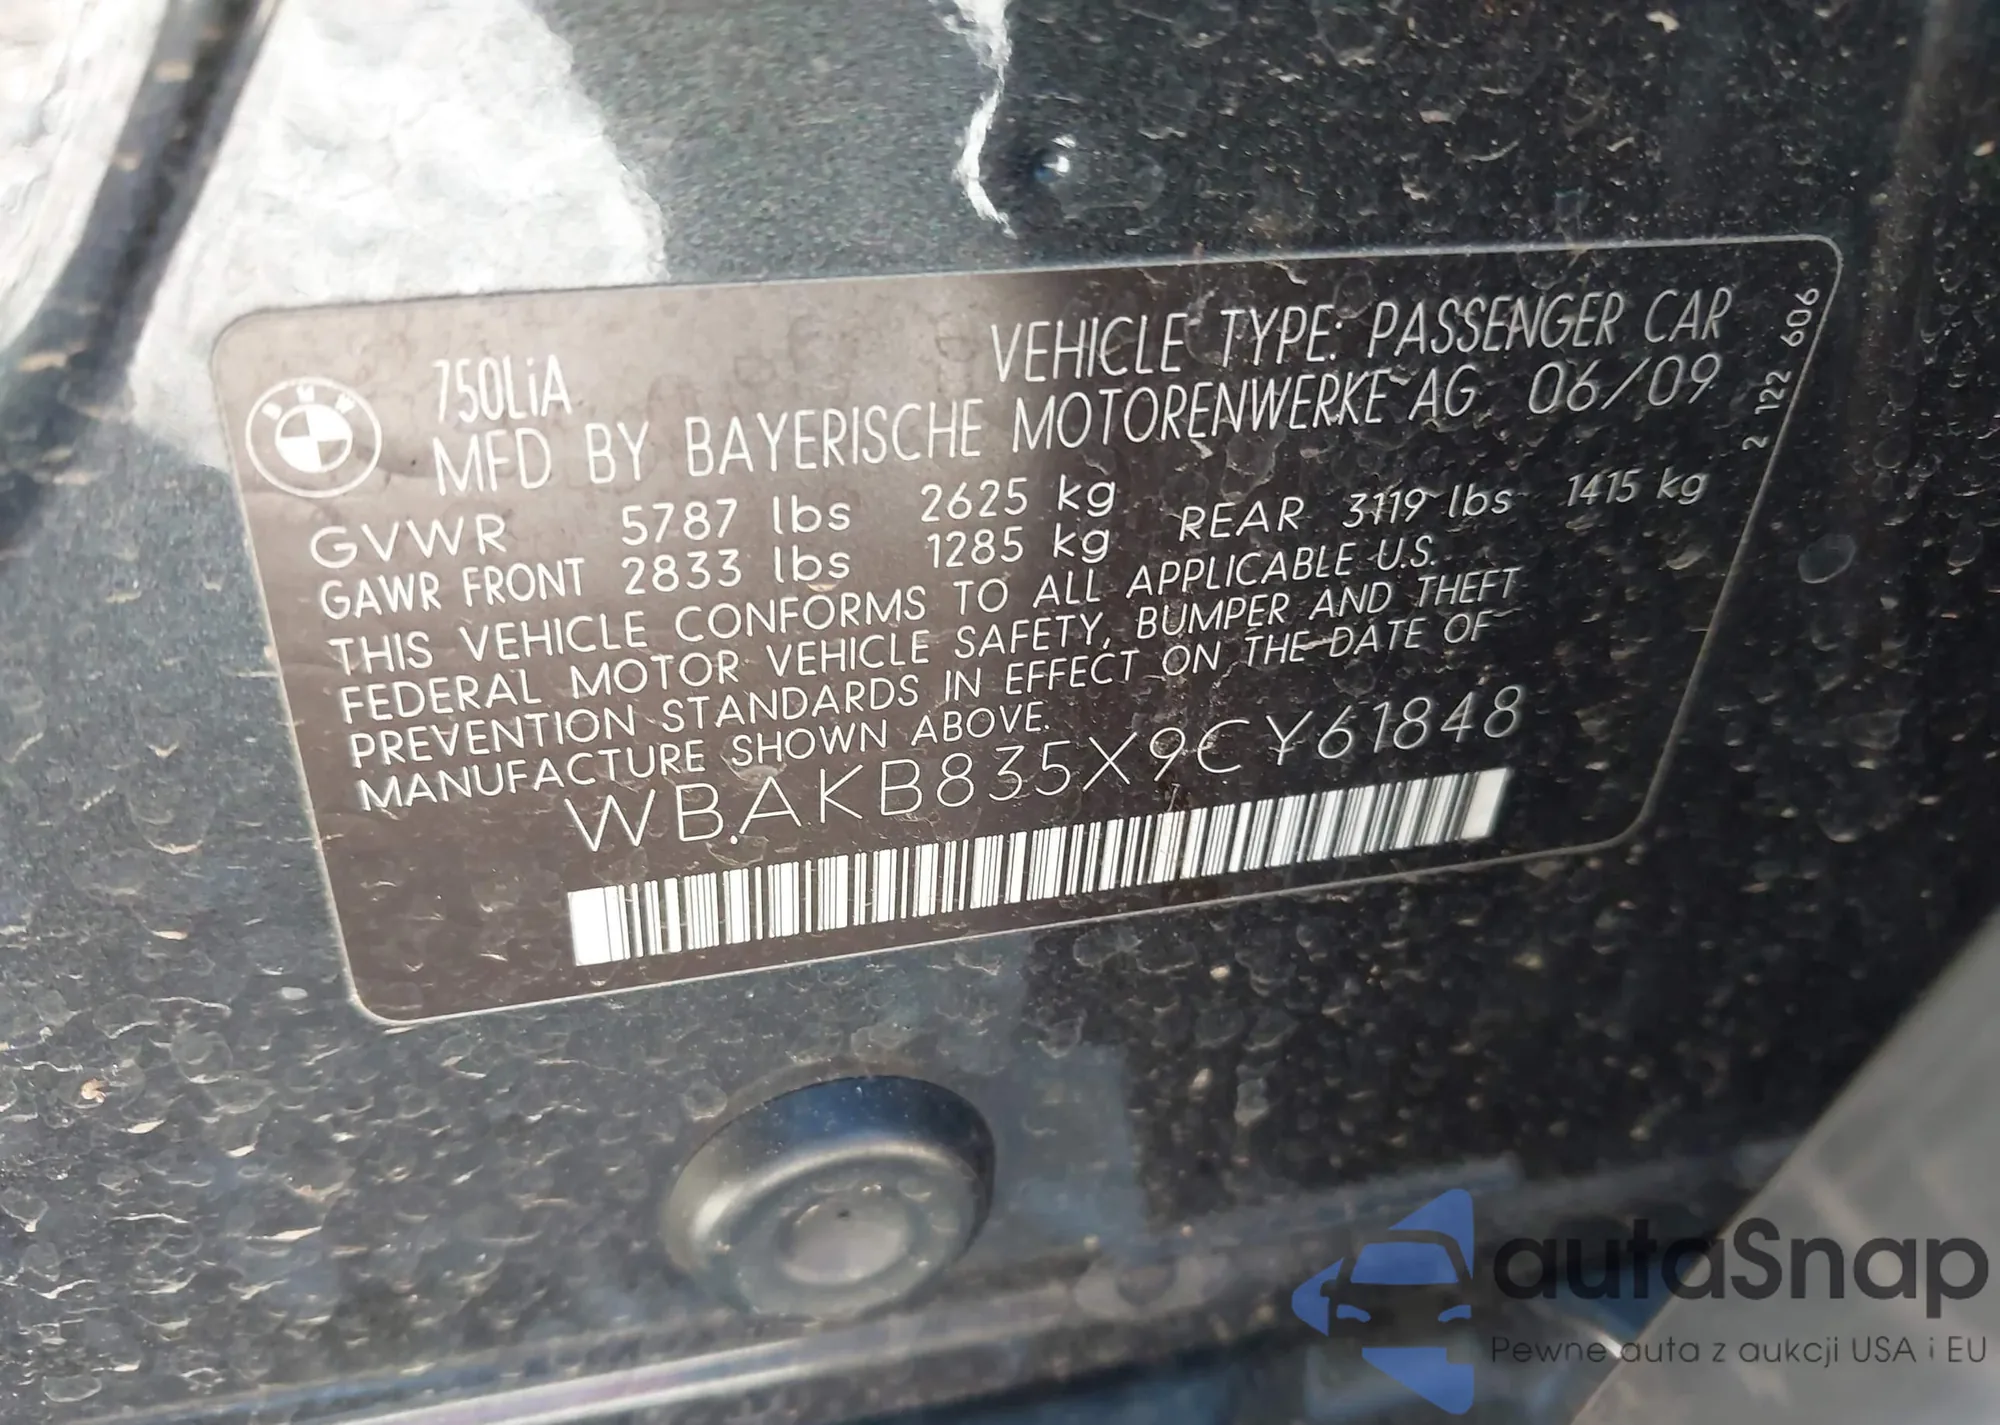 BMW
750LiA
VEHICLE TYPE: PASSENGER CAR
MFD BY BAYERISCHE MOTORENWERKE AG 06/09
GVWR 5787 lbs 2625 kg
GAWR FRONT 2833 lbs 1285 kg REAR 3119 lbs 1415 kg
THIS VEHICLE CONFORMS TO ALL APPLICABLE U.S.
FEDERAL MOTOR VEHICLE SAFETY, BUMPER AND THEFT
PREVENTION STANDARDS IN EFFECT ON THE DATE OF
MANUFACTURE SHOWN ABOVE.
WBAKB835X9CY61848
2 122 606
autaSnap
Pewne auta z aukcji USA i EU